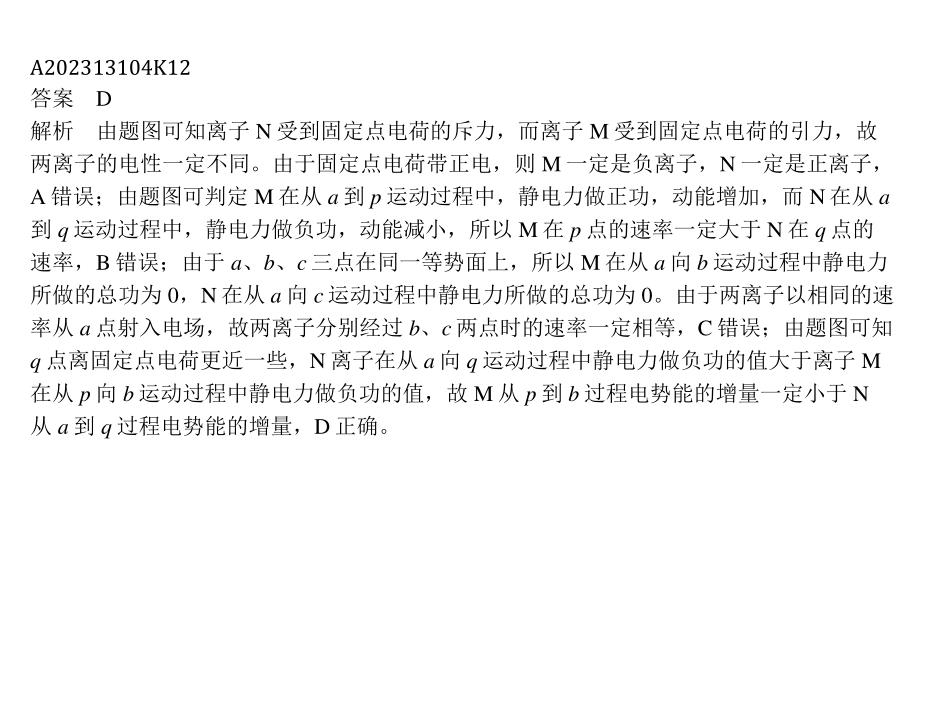 A202313104K12
答案　D
解析　由题图可知离子 N 受到固定点电荷的斥力，而离子 M 受到固定点电荷的引力，故
两离子的电性一定不同。由于固定点电荷带正电，则 M 一定是负离子，N 一定是正离子，
A 错误；由题图可判定 M 在从 a 到 p 运动过程中，静电力做正功，动能增加，而 N 在从 a
到 q 运动过程中，静电力做负功，动能减小，所以 M 在 p 点的速率一定大于 N 在 q 点的
速率，B 错误；由于 a、b、c 三点在同一等势面上，所以 M 在从 a 向 b 运动过程中静电力
所做的总功为 0，N 在从 a 向 c 运动过程中静电力所做的总功为 0。由于两离子以相同的速
率从 a 点射入电场，故两离子分别经过 b、c 两点时的速率一定相等，C 错误；由题图可知
q 点离固定点电荷更近一些，N 离子在从 a 向 q 运动过程中静电力做负功的值大于离子 M
在从 p 向 b 运动过程中静电力做负功的值，故 M 从 p 到 b 过程电势能的增量一定小于 N
从 a 到 q 过程电势能的增量，D 正确。